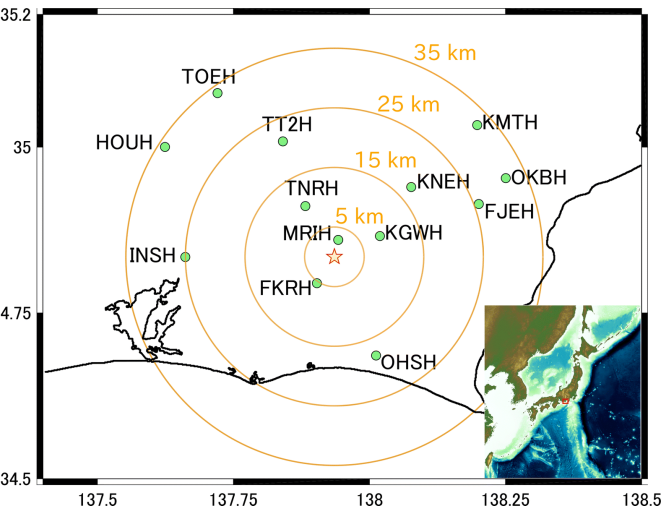 35.2
35 km
TOEH
25 km
TT2H
KMTH
HOUH
35
15 km
KNEH
OKBH
TNRH
FJEH
5 km
MRIH
KGWH
INSH
FKRH
4.75
OHSH
34.5
137.5
137.75
138
138.25
138.5